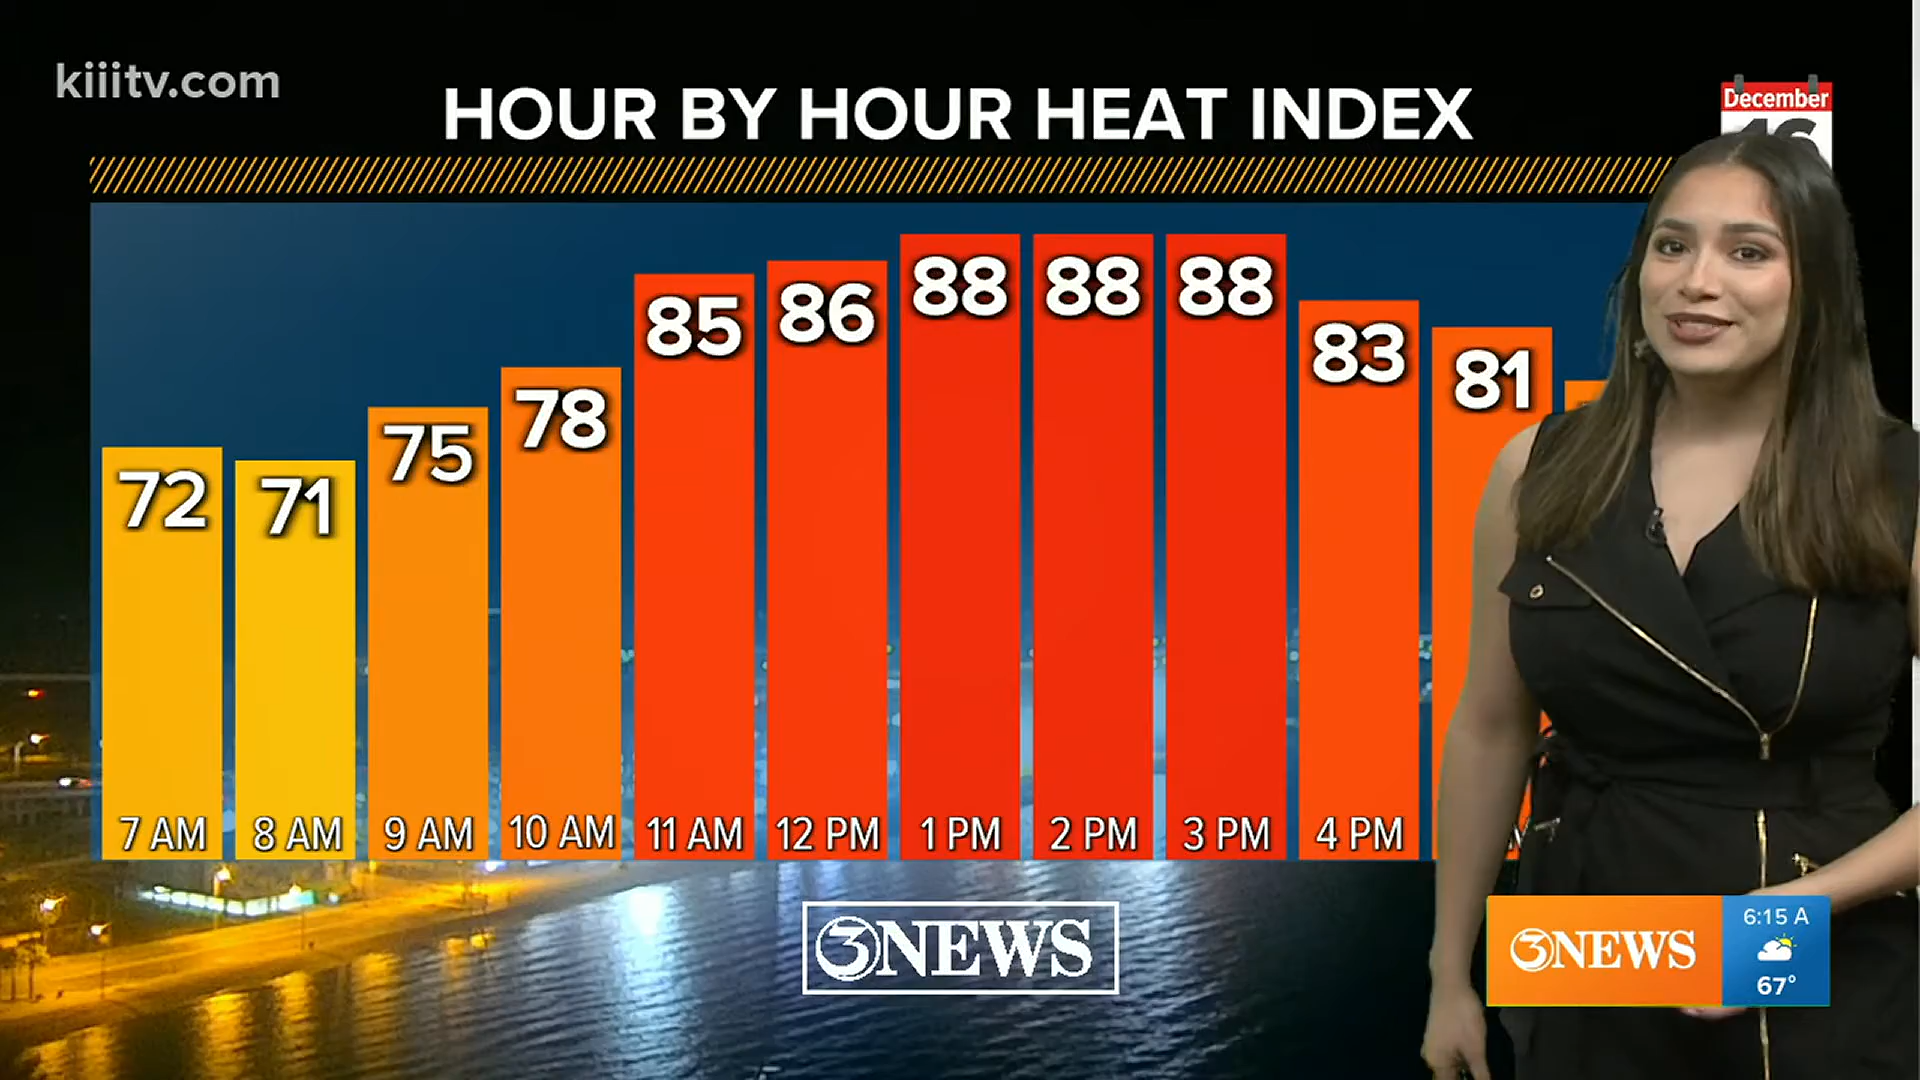 kiiitv.com
HOUR BY HOUR HEAT INDEX
December
72 71 75 78 85 86 88 88 88 83 81
7 AM 8 AM 9 AM 10 AM 11 AM 12 PM 1 PM 2 PM 3 PM 4 PM
3NEWS
3NEWS
6:15 A
67°